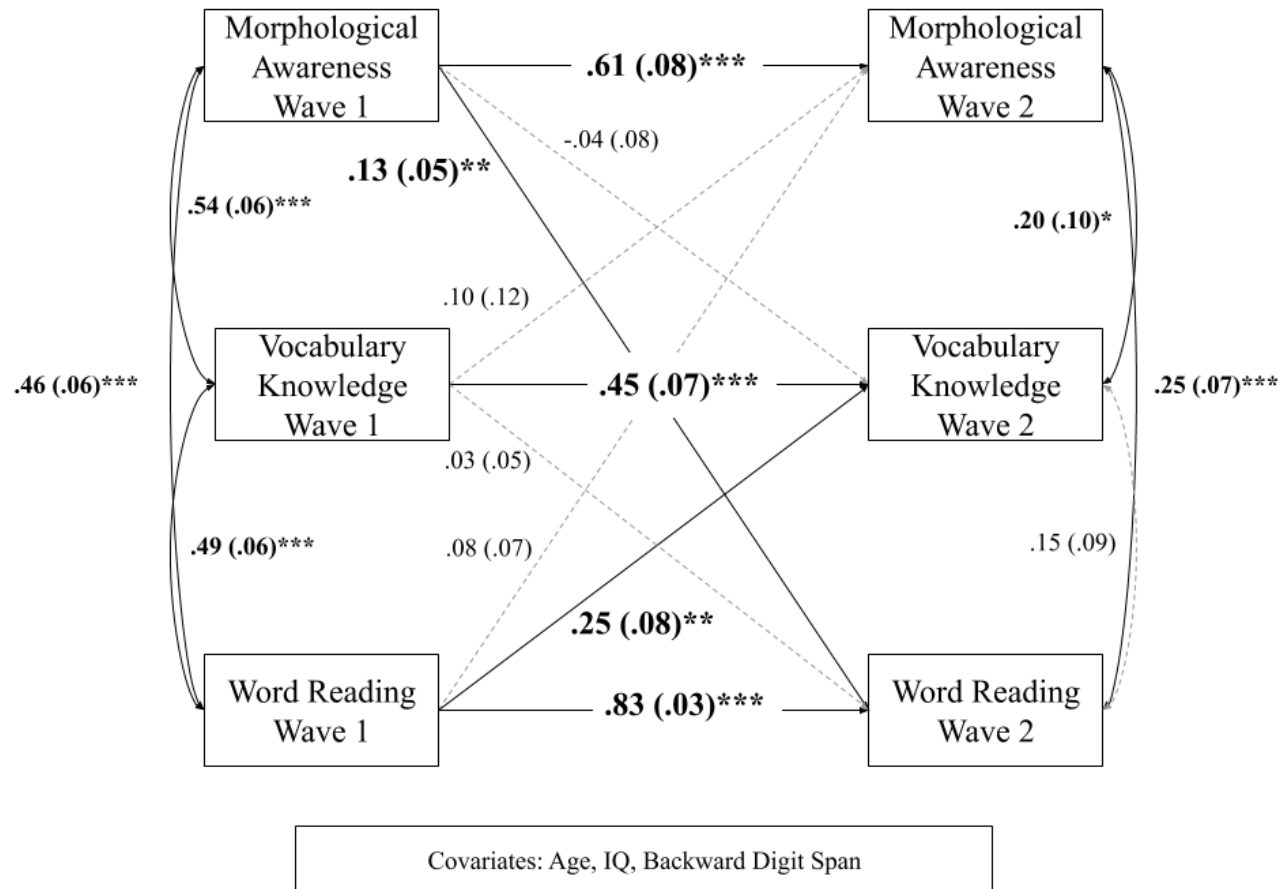 Morphological
Awareness
Wave 1
Morphological
Awareness
Wave 2
.61 (.08)***
-.04 (.08)
.13 (.05)**
.54 (.06)***
.20 (.10)*
.10 (.12)
Vocabulary
Knowledge
Wave 1
Vocabulary
Knowledge
Wave 2
.46 (.06)***
.45 (.07)***
.25 (.07)***
.03 (.05)
.49 (.06)***
.08 (.07)
.15 (.09)
.25 (.08)**
Word Reading
Wave 1
.83 (.03)***
Word Reading
Wave 2
Covariates: Age, IQ, Backward Digit Span